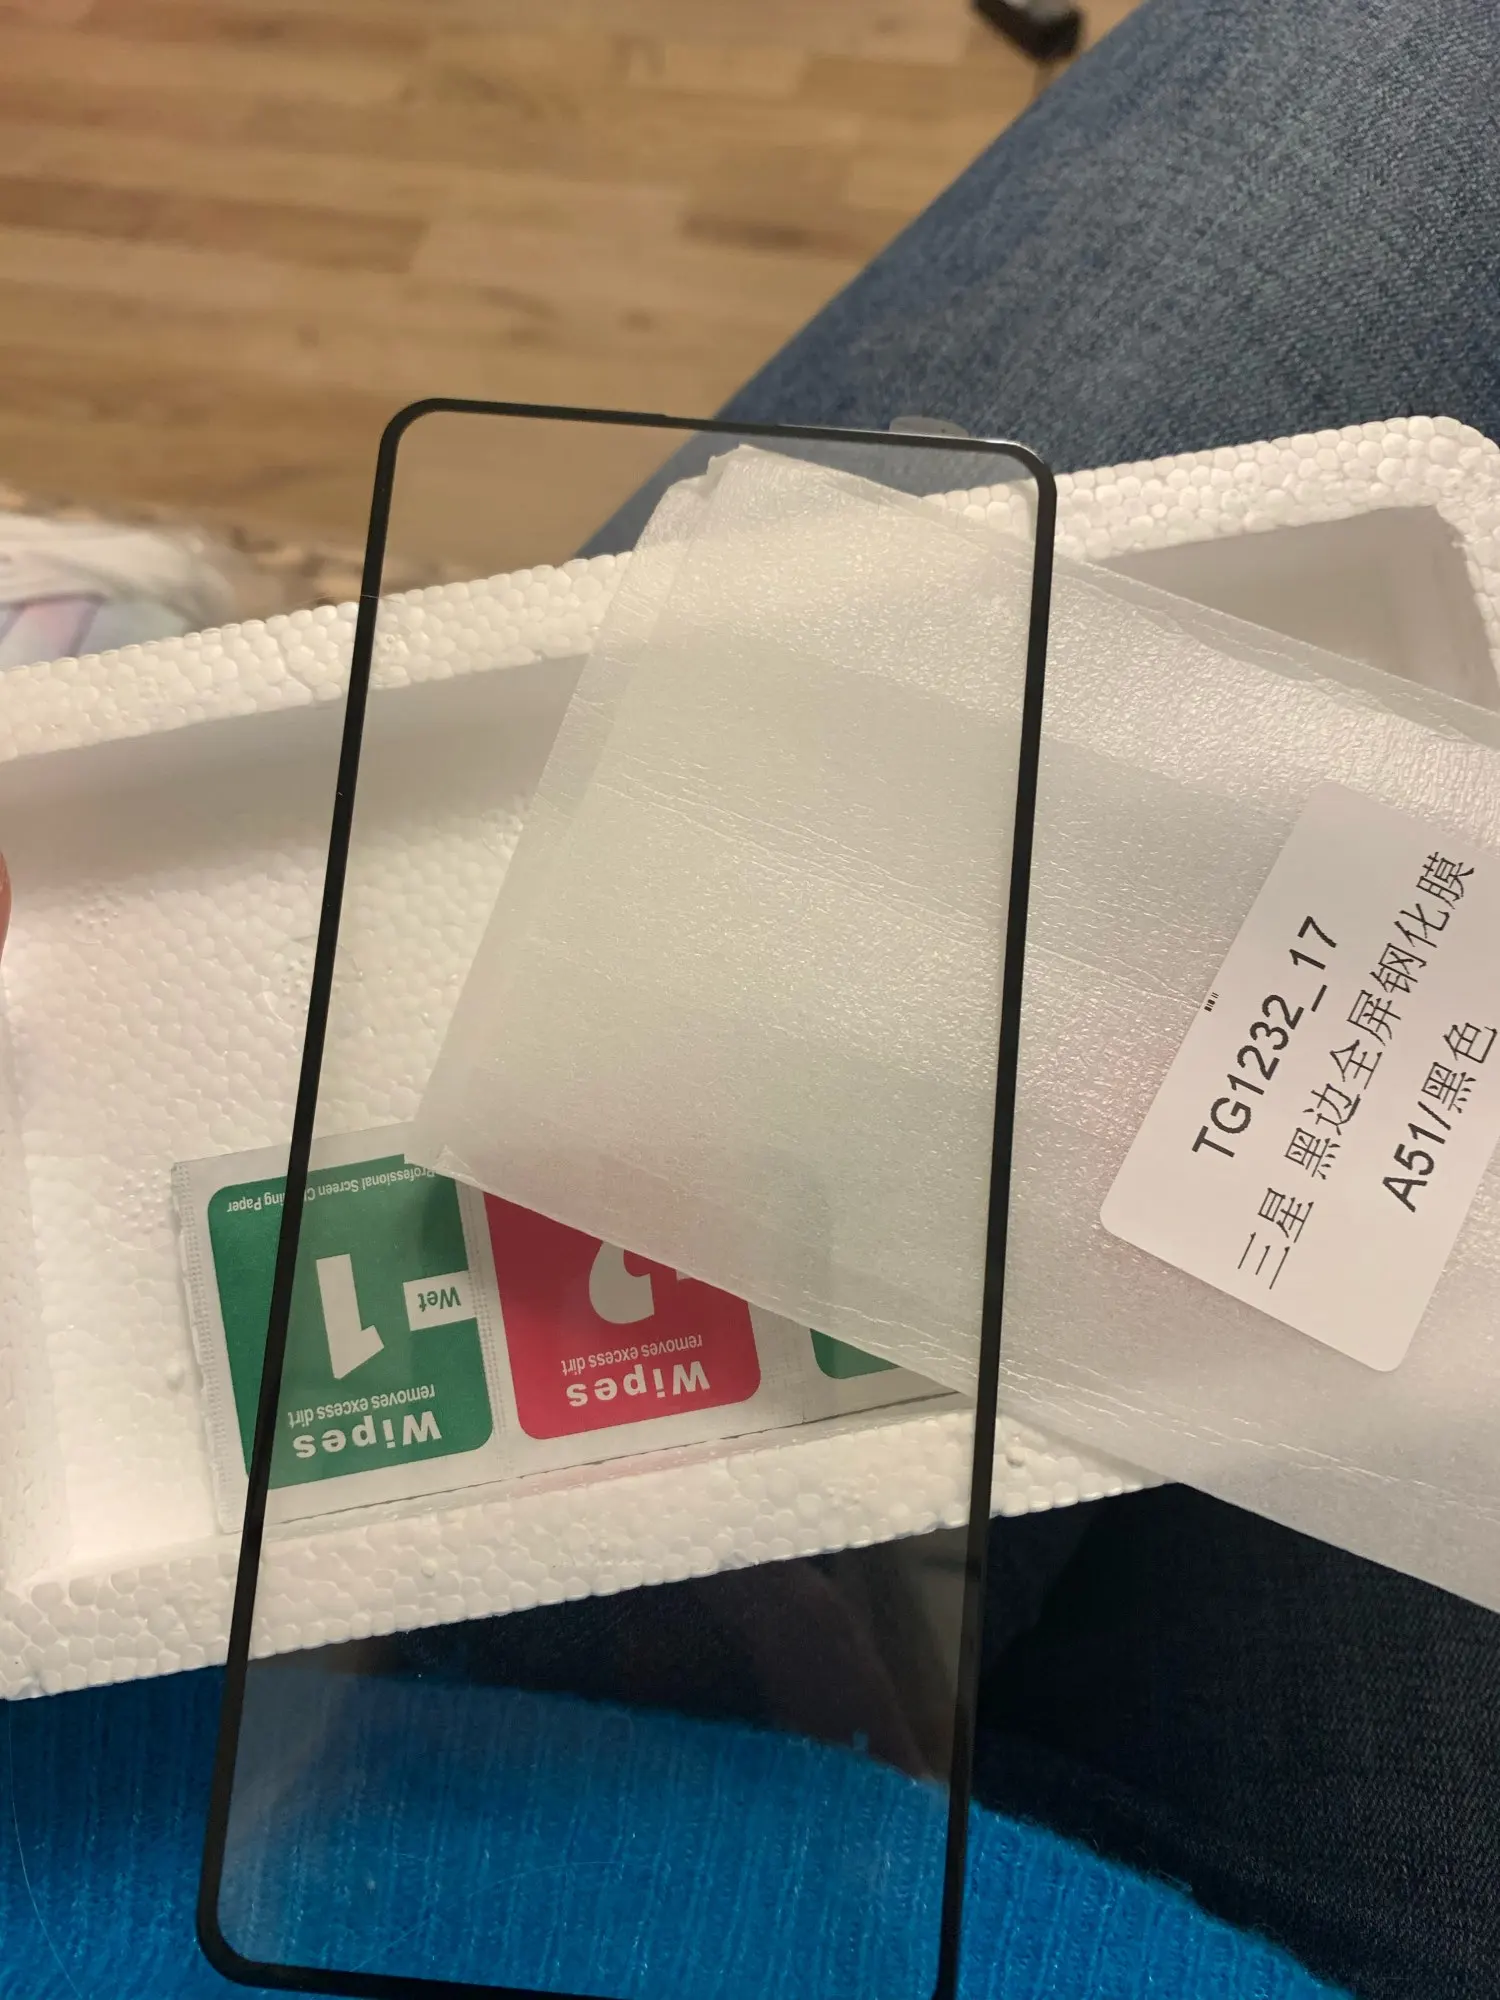 TG1232_17
三星 黑边全屏钢化膜
A51/黑色
Professional Screen
Paper
1
Wet
removes excess dirt
Wipes
2
removes excess dirt
Wipes